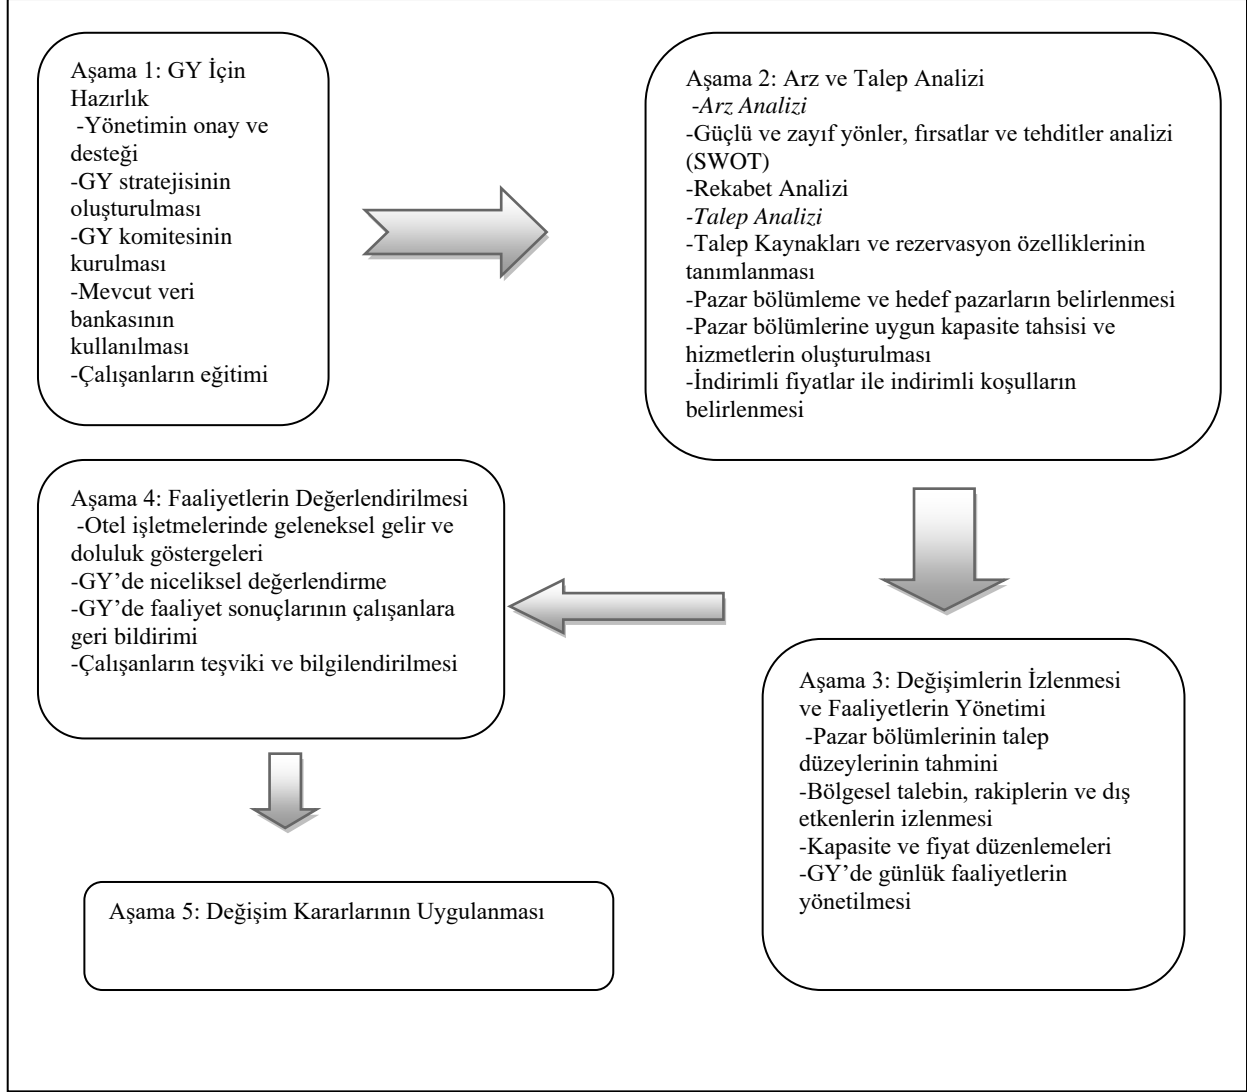 Aşama 1: GY İçin
Hazırlık
-Yönetimin onay ve
desteği
-GY stratejisinin
oluşturulması
-GY komitesinin
kurulması
-Mevcut veri
bankasının
kullanılması
-Çalışanların eğitimi
Aşama 2: Arz ve Talep Analizi
-Arz Analizi
-Güçlü ve zayıf yönler, fırsatlar ve tehditler analizi
(SWOT)
-Rekabet Analizi
-Talep Analizi
-Talep Kaynakları ve rezervasyon özelliklerinin
tanımlanması
-Pazar bölümleme ve hedef pazarların belirlenmesi
-Pazar bölümlerine uygun kapasite tahsisi ve
hizmetlerin oluşturulması
-İndirimli fiyatlar ile indirimli koşulların
belirlenmesi
Aşama 3: Değişimlerin İzlenmesi
ve Faaliyetlerin Yönetimi
-Pazar bölümlerinin talep
düzeylerinin tahmini
-Bölgesel talebin, rakiplerin ve dış
etkenlerin izlenmesi
-Kapasite ve fiyat düzenlemeleri
-GY’de günlük faaliyetlerin
yönetilmesi
Aşama 4: Faaliyetlerin Değerlendirilmesi
-Otel işletmelerinde geleneksel gelir ve
doluluk göstergeleri
-GY’de niceliksel değerlendirme
-GY’de faaliyet sonuçlarının çalışanlara
geri bildirimi
-Çalışanların teşviki ve bilgilendirilmesi
Aşama 5: Değişim Kararlarının Uygulanması